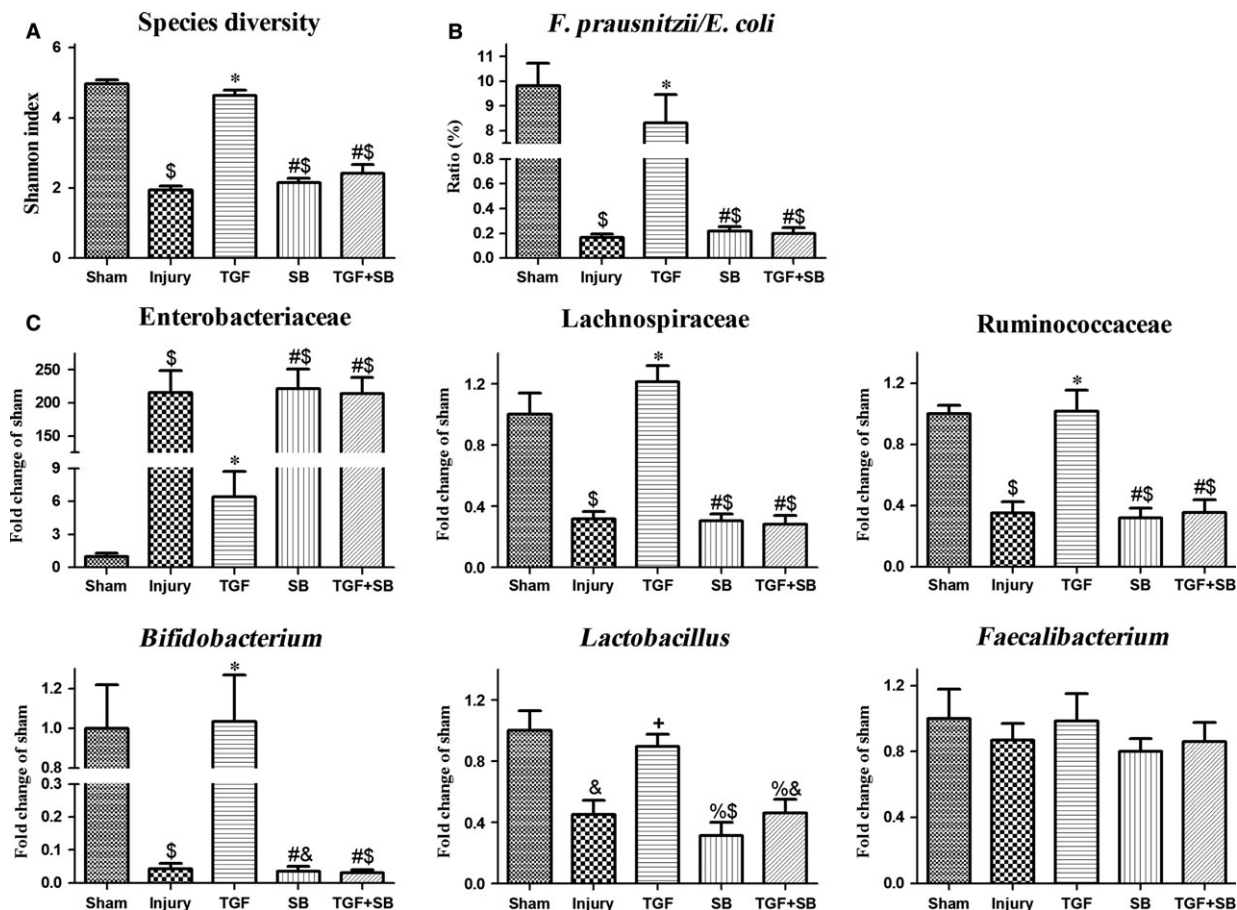 A
Species diversity
Shannon index
6
4
2
0
$
*
#$
#$
Sham Injury TGF SB TGF+SB
B
F. prausnitzii/E. coli
Ratio (%)
11
10
9
8
0.8
0.6
0.4
0.2
0.0
$
*
#$
#$
Sham Injury TGF SB TGF+SB
C
Enterobacteriaceae
Fold change of sham
250
200
150
9
6
3
0
$
*
#$
#$
Sham Injury TGF SB TGF+SB
Lachnospiraceae
Fold change of sham
1.2
0.8
0.4
0.0
$
*
#$
#$
Sham Injury TGF SB TGF+SB
Ruminococcaceae
Fold change of sham
1.2
0.8
0.4
0.0
$
*
#$
#$
Sham Injury TGF SB TGF+SB
Bifidobacterium
Fold change of sham
1.2
1.0
0.8
0.3
0.2
0.1
0.0
$
*
#&
#$
Sham Injury TGF SB TGF+SB
Lactobacillus
Fold change of sham
1.2
0.8
0.4
0.0
&
+
%$
%&
Sham Injury TGF SB TGF+SB
Faecalibacterium
Fold change of sham
1.2
0.8
0.4
0.0
Sham Injury TGF SB TGF+SB